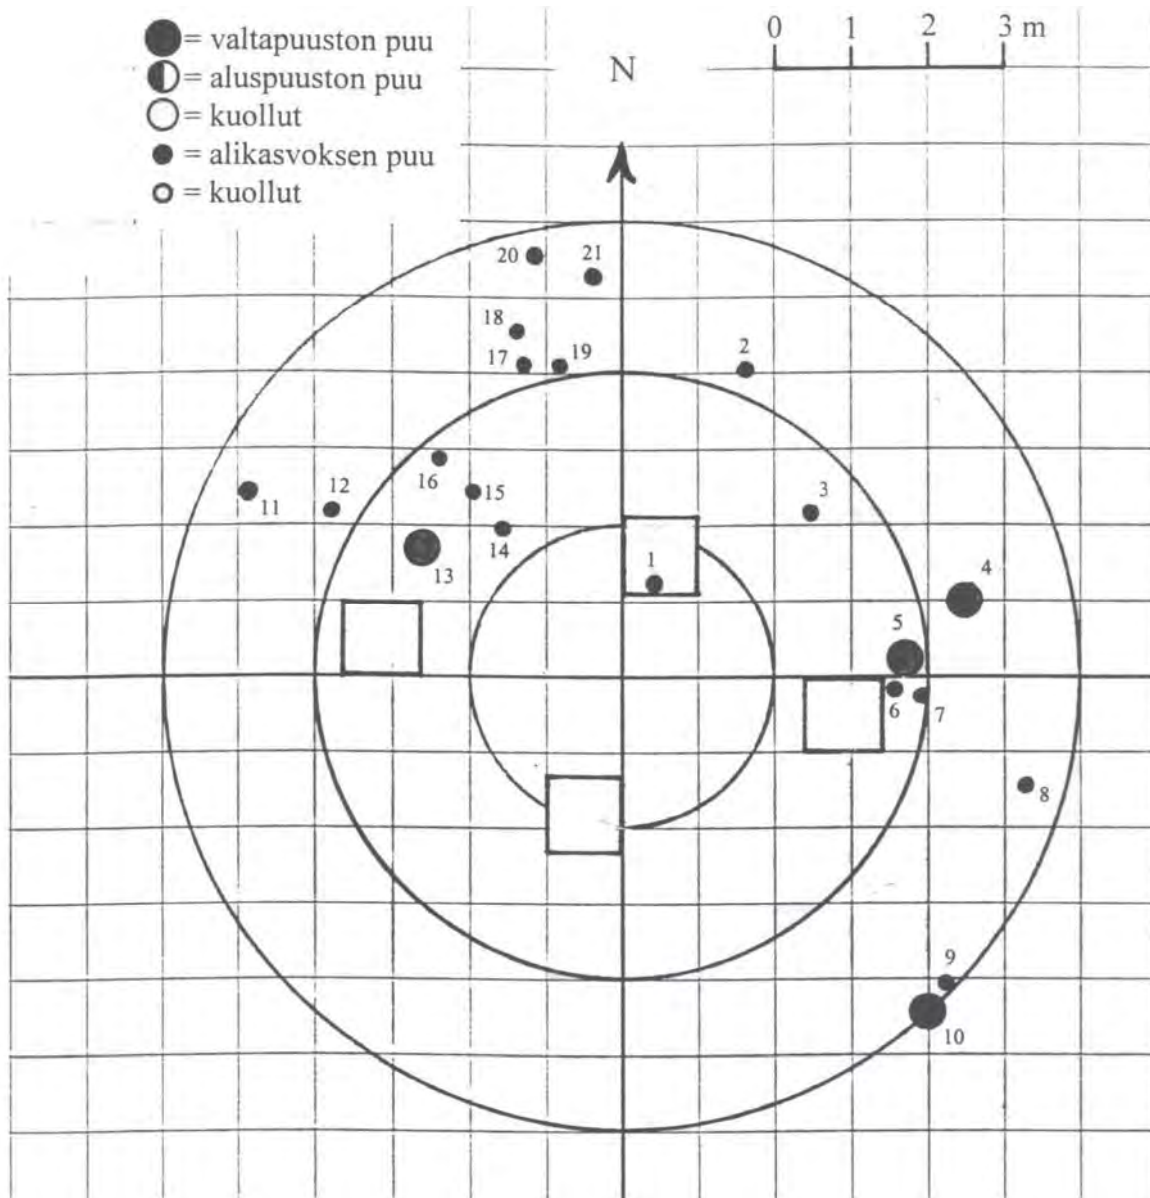 = valtapuuston puu
= aluspuuston puu
= kuollut
= alikasvoksen puu
= kuollut
0 1 2 3 m
N
20 21
18
17 19
2
16
15
12
11
14
13
3
1
4
5
6 7
8
9
10